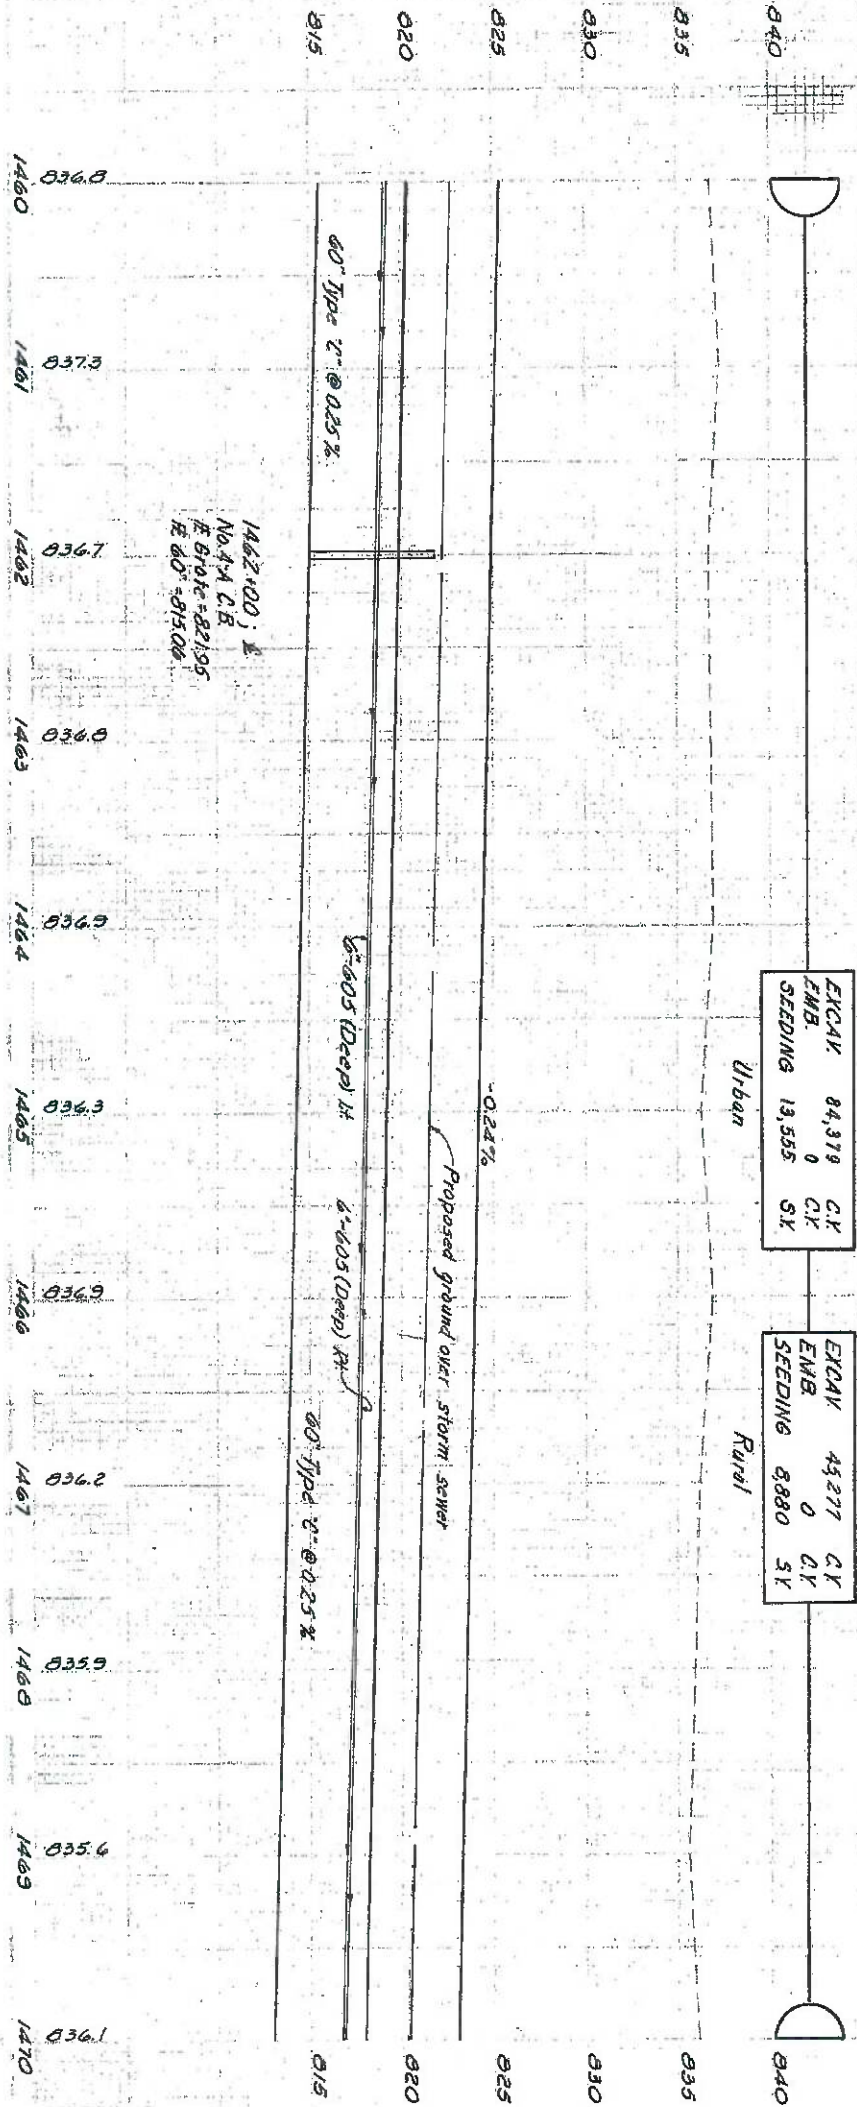 840
835
830
825
820
815
EXCAV. 84,379 C.Y.
EMB. 0 C.Y.
SEEDING 13,555 S.Y.
Urban
EXCAV 45,277 C.Y.
EMB 0 C.Y.
SEEDING 8,880 S.Y.
Rural
-0.24%
Proposed ground over storm sewer
60" Type "C" @ 0.25%
6"-605 (Deep) Lt
6"-605 (Deep) Rt.
60" Type "C" @ 0.25%
1462+00;
No. 4-A C.B.
Grate = 821.95
60" = 815.06
840
835
830
825
820
815
836.8
837.3
836.7
836.8
836.9
836.3
836.9
836.2
835.9
835.6
836.1
1460
1461
1462
1463
1464
1465
1466
1467
1468
1469
1470